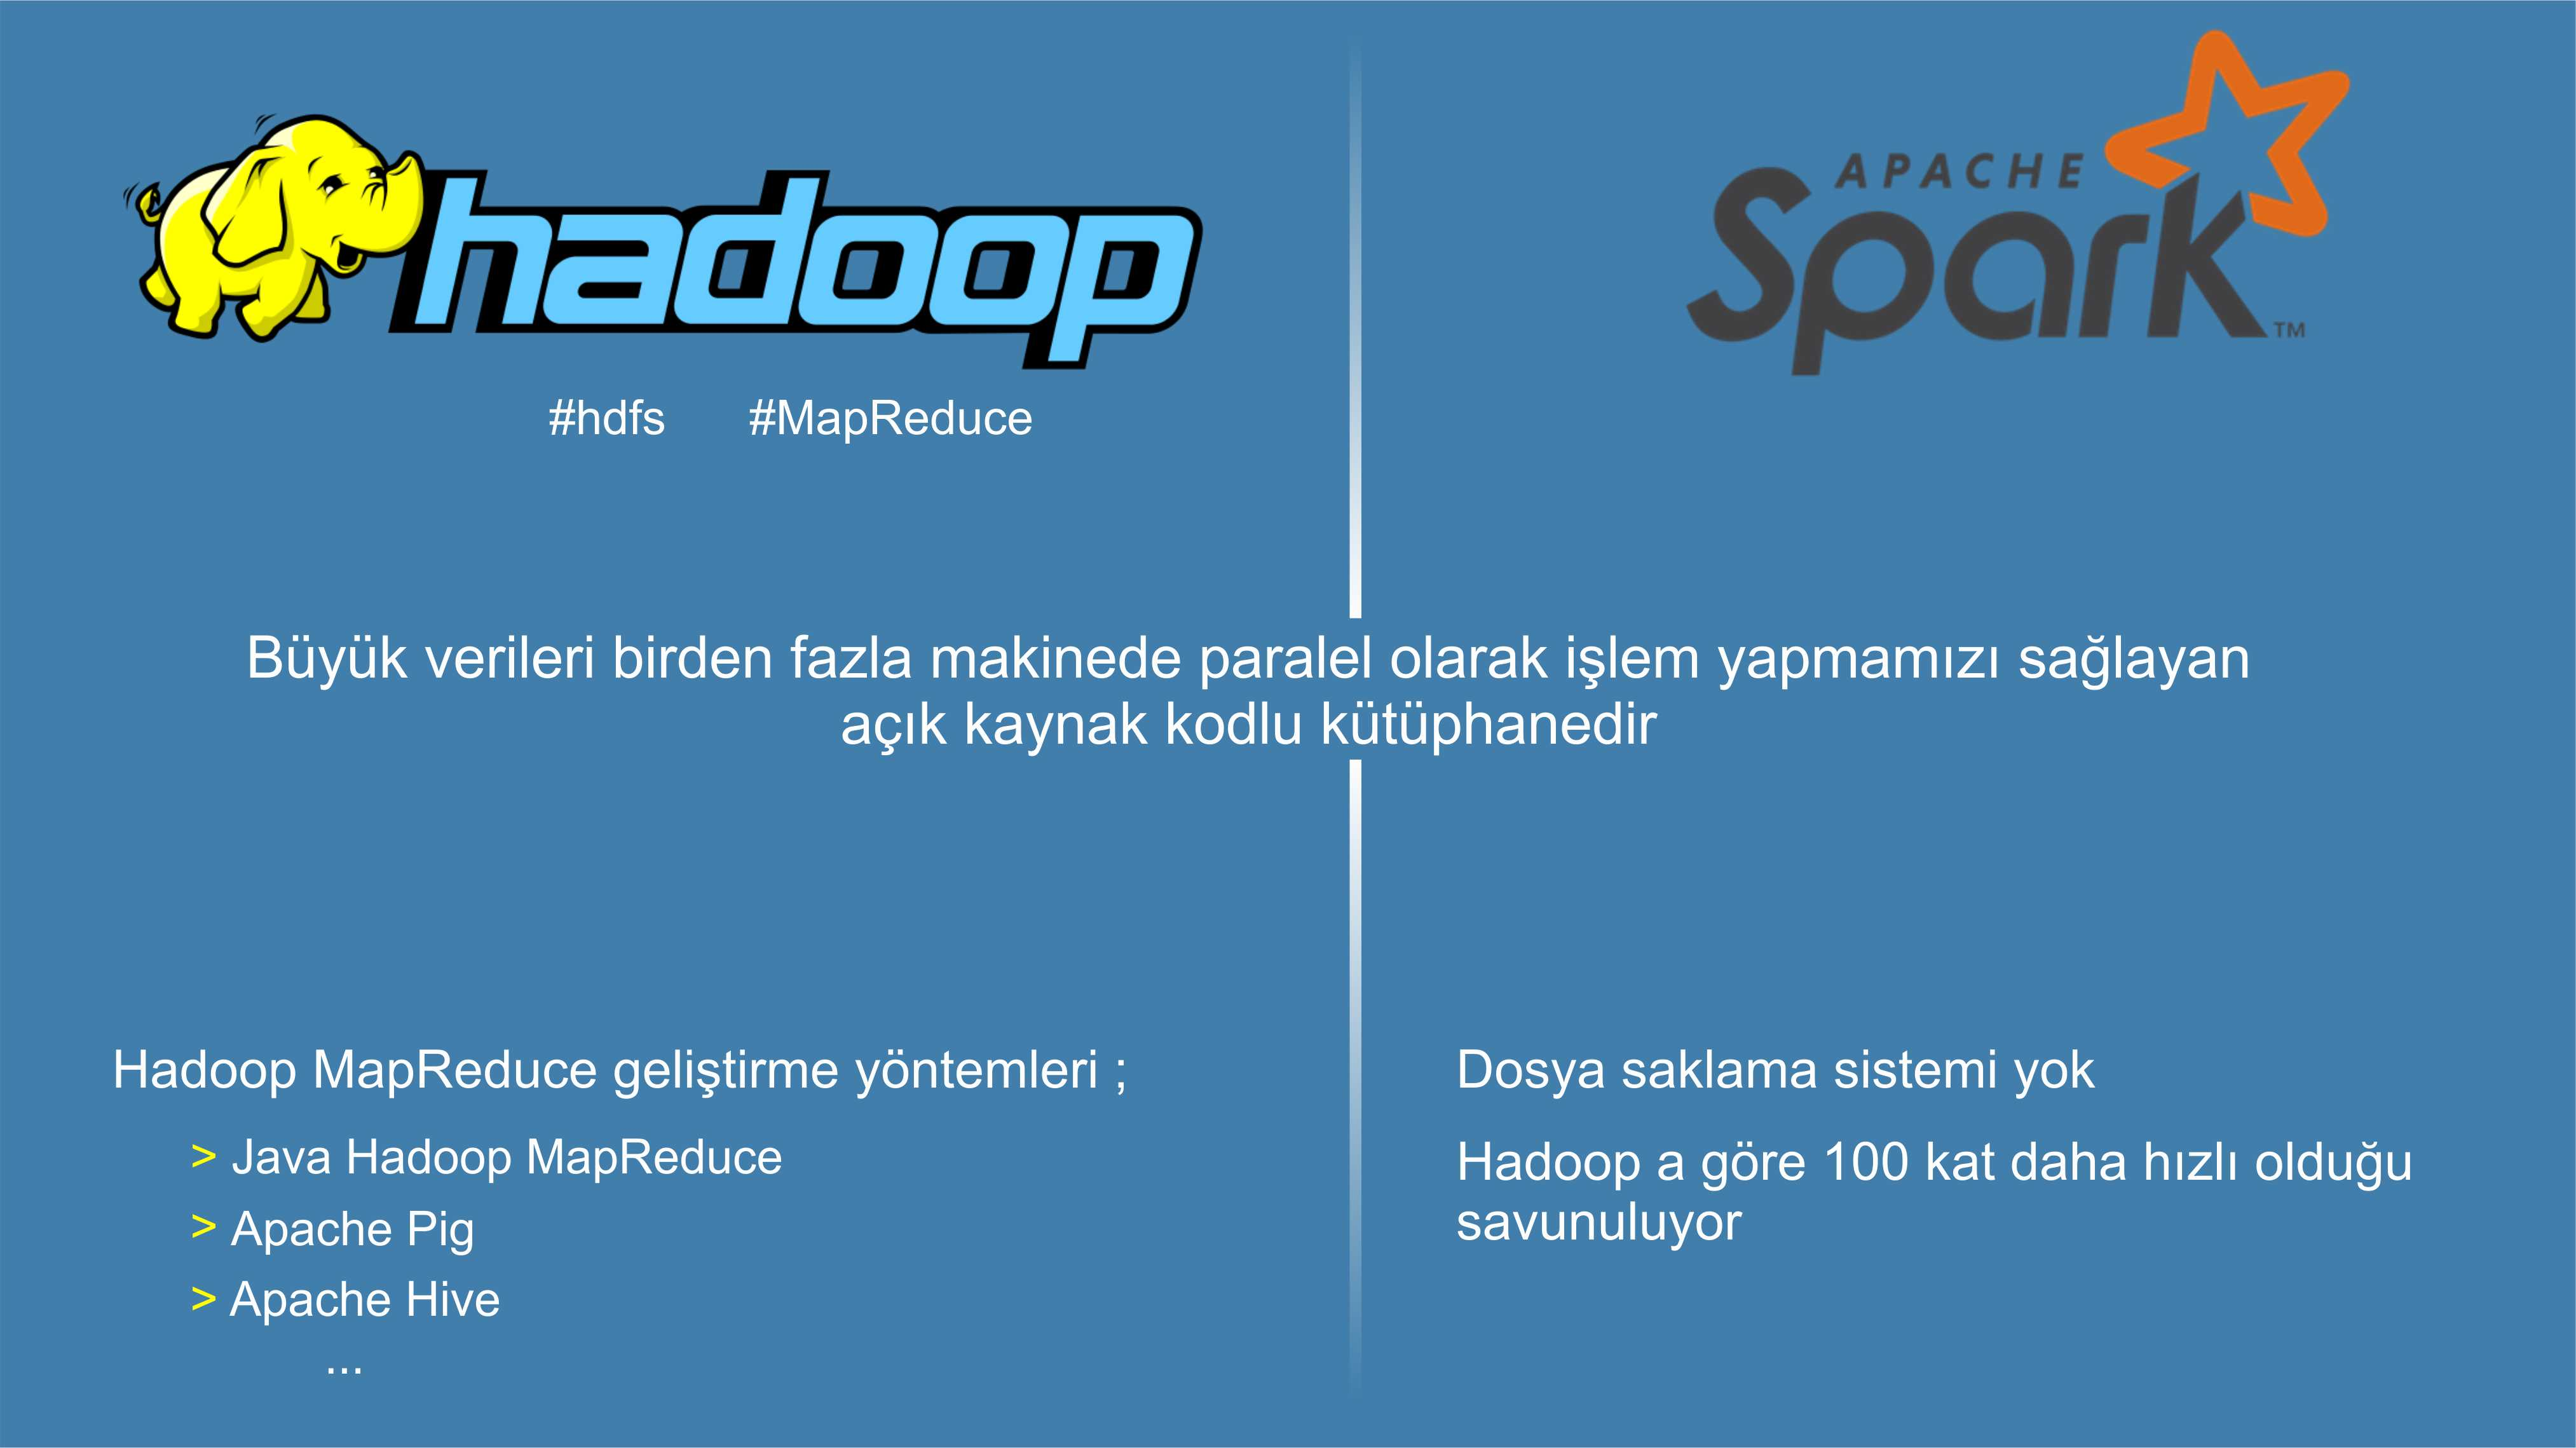 hadoop
APACHE
Spark TM
#hdfs #MapReduce
Büyük verileri birden fazla makinede paralel olarak işlem yapmamızı sağlayan
açık kaynak kodlu kütüphanedir
Hadoop MapReduce geliştirme yöntemleri ;
> Java Hadoop MapReduce
> Apache Pig
> Apache Hive
...
Dosya saklama sistemi yok
Hadoop a göre 100 kat daha hızlı olduğu
savunuluyor